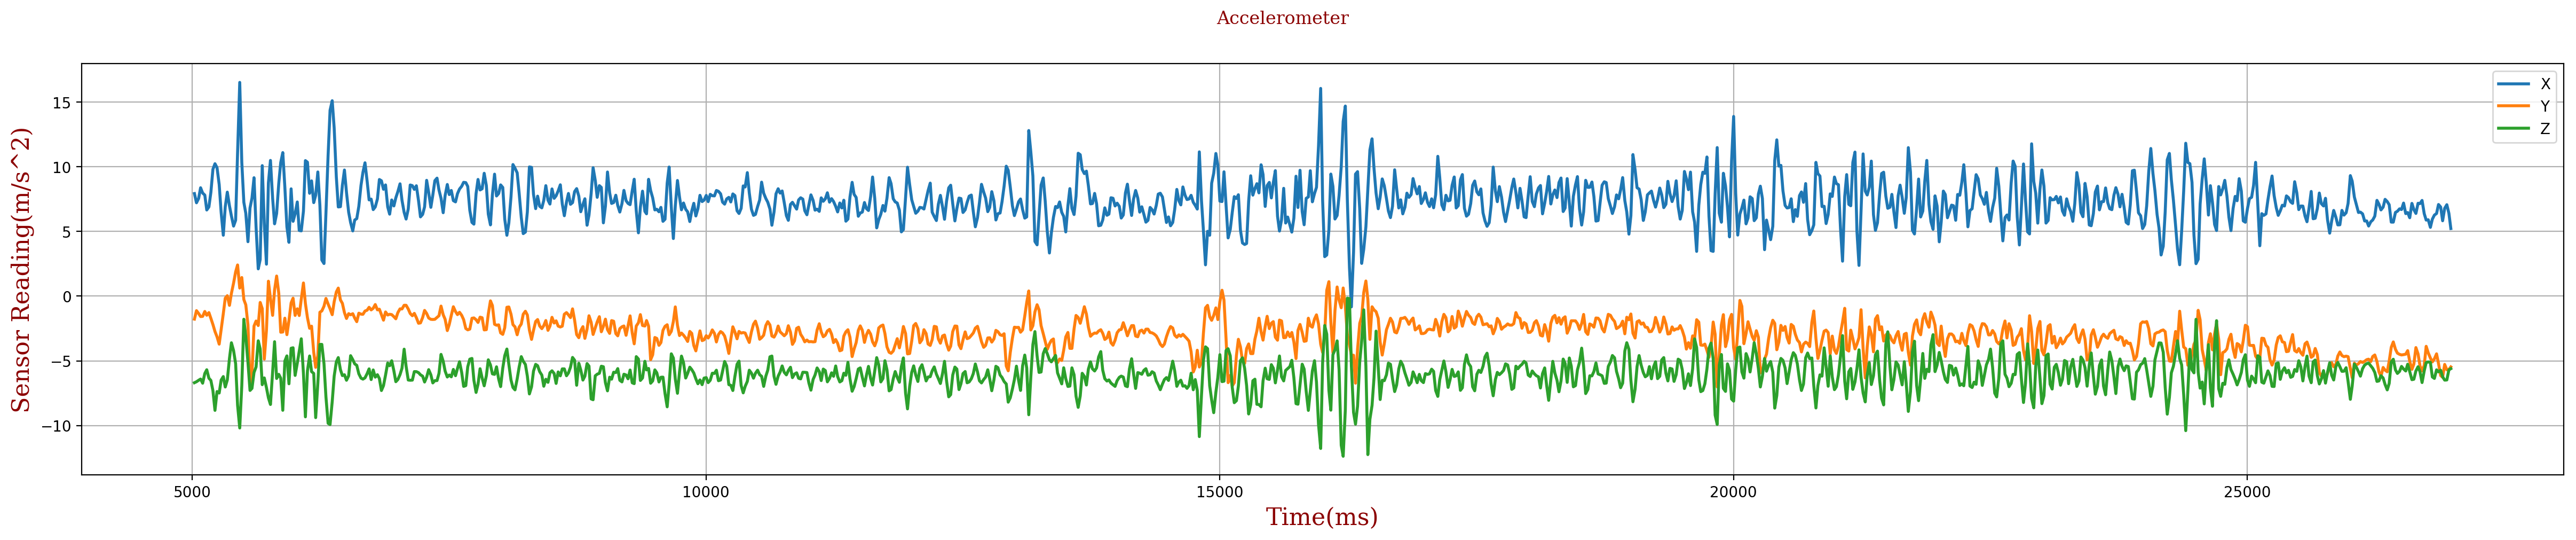 Accelerometer
Sensor Reading(m/s^2)
15
10
5
0
−5
−10
X
Y
Z
5000
10000
15000
20000
25000
Time(ms)